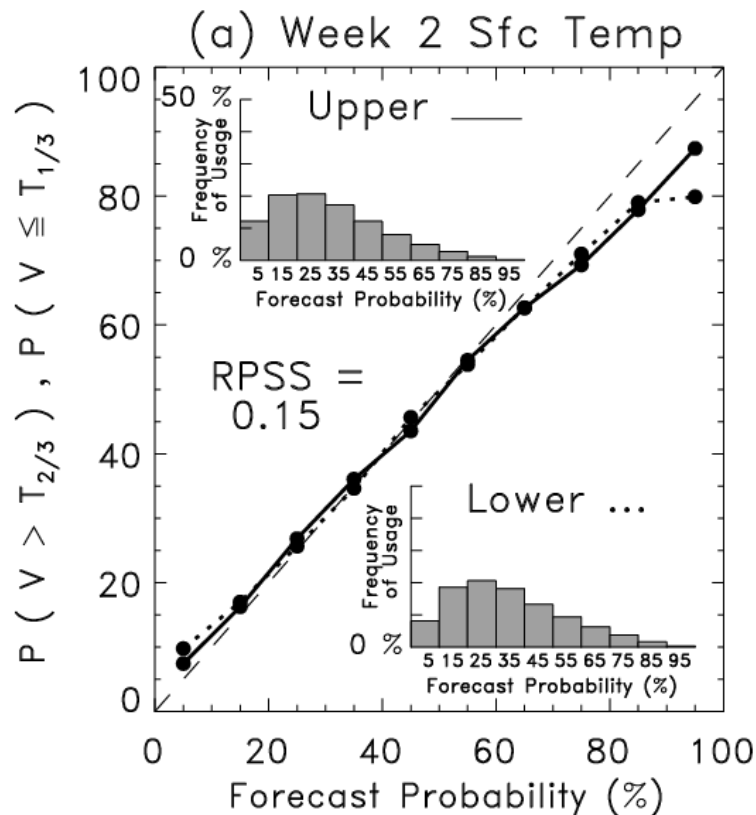 (a) Week 2 Sfc Temp
P ( V > T2/3 ) , P ( V ≦ T1/3 )
100
80
60
40
20
0
50 %
0 %
Frequency
of Usage
Upper
5 15 25 35 45 55 65 75 85 95
Forecast Probability (%)
RPSS =
0.15
Lower ...
Frequency
of Usage
0 %
5 15 25 35 45 55 65 75 85 95
Forecast Probability (%)
0 20 40 60 80 100
Forecast Probability (%)